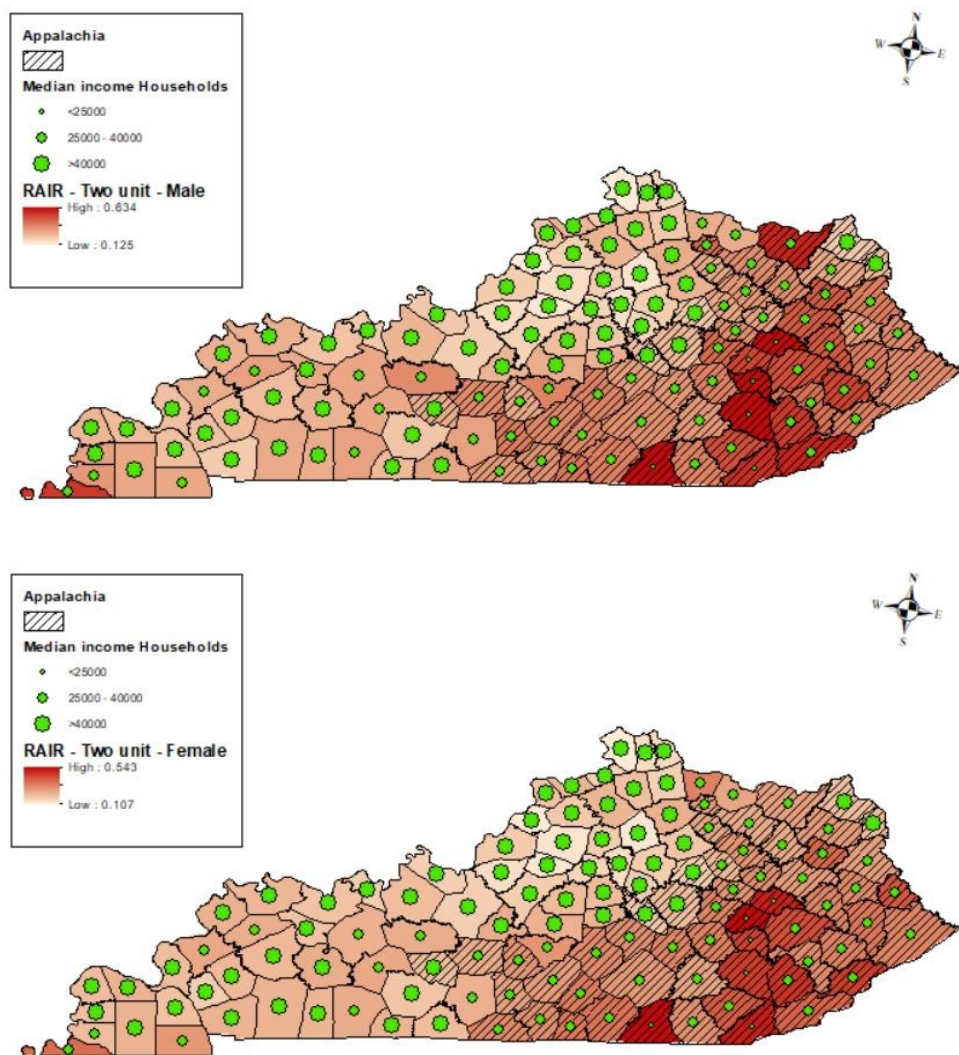 N
W
E
S
Appalachia
Median income Households
<25000
25000 - 40000
>40000
RAIR - Two unit - Male
High : 0.634
Low : 0.125
N
W
E
S
Appalachia
Median income Households
<25000
25000 - 40000
>40000
RAIR - Two unit - Female
High : 0.543
Low : 0.107